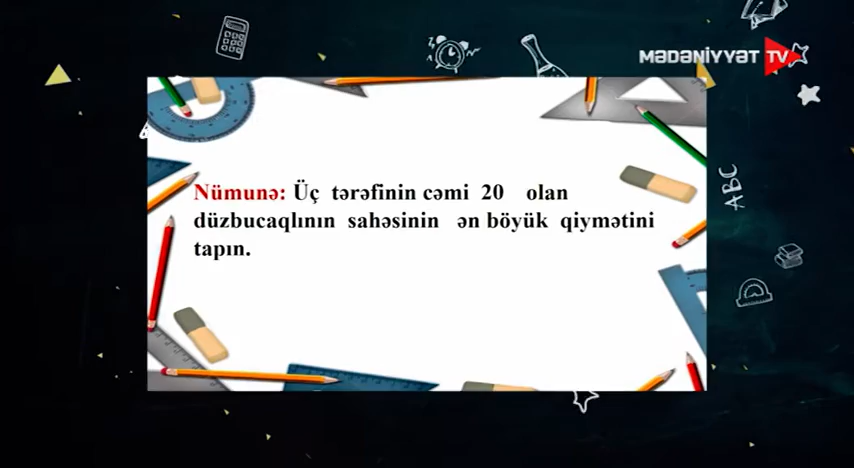 MƏDƏNİYYƏT TV
Nümunə: Üç tərəfinin cəmi 20 olan
düzbucaqlının sahəsinin ən böyük qiymətini
tapın.
ABC